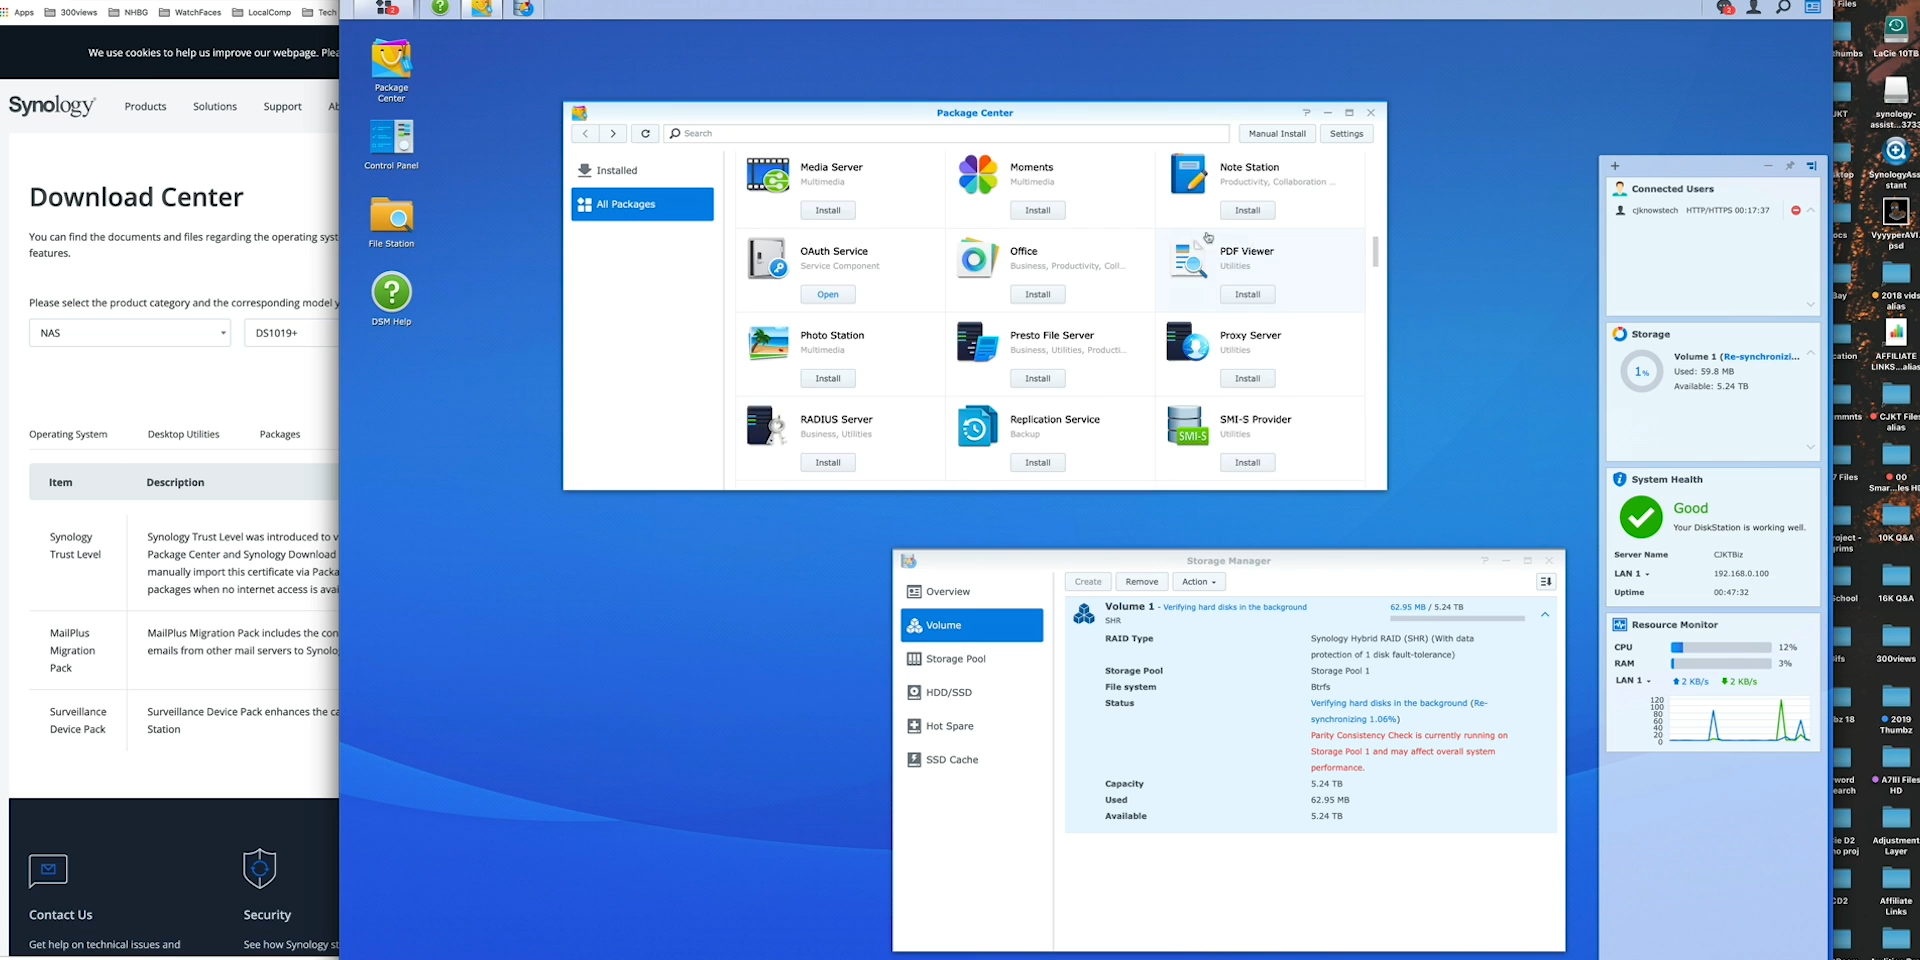 Apps 300views NHBG WatchFaces LocalComp Tech
We use cookies to help us improve our webpage. Plea
Synology Products Solutions Support
Download Center
You can find the documents and files regarding the operating syst
features.
Please select the product category and the corresponding model y
NAS
DS1019+
Operating System Desktop Utilities Packages
Item Description
Synology
Trust Level
Synology Trust Level was introduced to v
Package Center and Synology Download
manually import this certificate via Packa
packages when no internet access is avai
MailPlus
Migration
Pack
MailPlus Migration Pack includes the con
emails from other mail servers to Synolo
Surveillance
Device Pack
Surveillance Device Pack enhances the ca
Station
Contact Us
Get help on technical issues and
Security
See how Synology st
2
2
Package
Center
Control Panel
File Station
DSM Help
Package Center
Search
Manual Install
Settings
Installed
All Packages
Media Server
Multimedia
Install
Moments
Multimedia
Install
Note Station
Productivity, Collaboration ...
Install
OAuth Service
Service Component
Open
Office
Business, Productivity, Coll...
Install
PDF Viewer
Utilities
Install
Photo Station
Multimedia
Install
Presto File Server
Business, Utilities, Producti...
Install
Proxy Server
Utilities
Install
RADIUS Server
Business, Utilities
Install
Replication Service
Backup
Install
SMI-S
SMI-S Provider
Utilities
Install
Storage Manager
Overview
Volume
Storage Pool
HDD/SSD
Hot Spare
SSD Cache
Create
Remove
Action
Volume 1 - Verifying hard disks in the background
62.95 MB / 5.24 TB
SHR
RAID Type
Synology Hybrid RAID (SHR) (With data
protection of 1 disk fault-tolerance)
Storage Pool
Storage Pool 1
File system
Btrfs
Status
Verifying hard disks in the background (Re-
synchronizing 1.06%)
Parity Consistency Check is currently running on
Storage Pool 1 and may affect overall system
performance.
Capacity
5.24 TB
Used
62.95 MB
Available
5.24 TB
Connected Users
cjknowstech HTTP/HTTPS 00:17:37
Storage
1%
Volume 1 (Re-synchronizi...
Used: 59.8 MB
Available: 5.24 TB
System Health
Good
Your DiskStation is working well.
Server Name CJKTBiz
LAN 1 192.168.0.100
Uptime 00:47:32
Resource Monitor
CPU 12%
RAM 3%
LAN 1 2 KB/s 2 KB/s
120
100
80
60
40
20
0
Files
LaCie 10TB
synology-
assist...3733
SynologyAss
stant
VyyyperAVI.
psd
2018 vids
alias
AFFILIATE
LINKS...alias
CJKT Files
alias
00
Smar...les HD
10K Q&A
16K Q&A
300views
2019
Thumbz
A7III Files
HD
Adjustment
Layer
Affiliate
Links